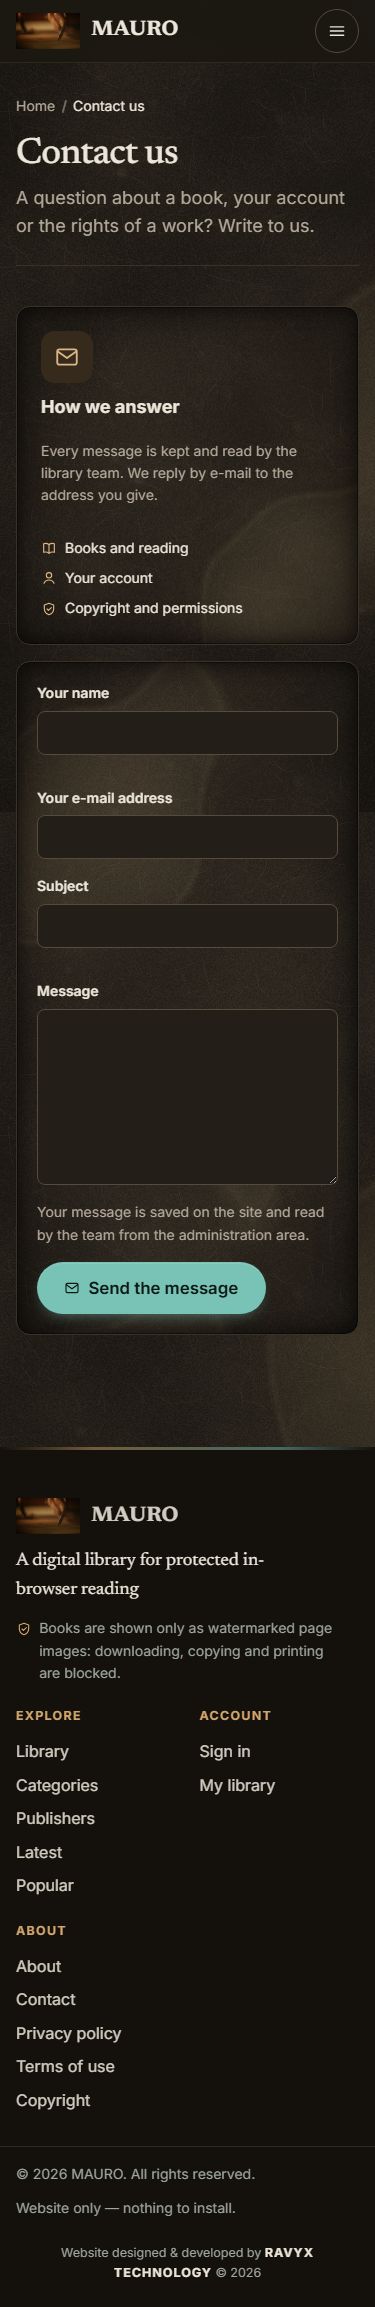 MAURO
Home / Contact us
Contact us
A question about a book, your account
or the rights of a work? Write to us.
How we answer
Every message is kept and read by the
library team. We reply by e-mail to the
address you give.
Books and reading
Your account
Copyright and permissions
Your name
Your e-mail address
Subject
Message
Your message is saved on the site and read
by the team from the administration area.
Send the message
MAURO
A digital library for protected in-
browser reading
Books are shown only as watermarked page
images: downloading, copying and printing
are blocked.
EXPLORE
Library
Categories
Publishers
Latest
Popular
ACCOUNT
Sign in
My library
ABOUT
About
Contact
Privacy policy
Terms of use
Copyright
© 2026 MAURO. All rights reserved.
Website only — nothing to install.
Website designed & developed by RAVYX
TECHNOLOGY © 2026